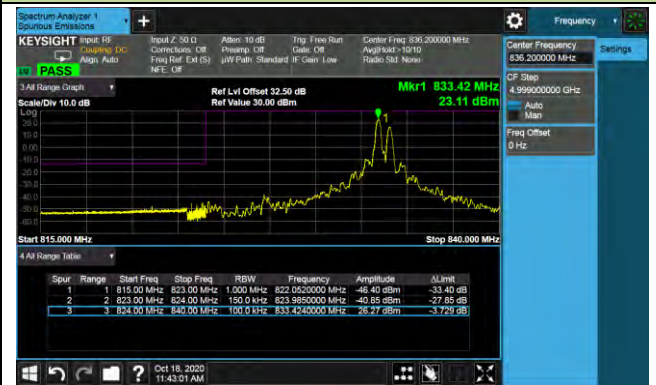 Spectrum Analyzer 1
Spurious Emissions
Frequency
KEYSIGHT Input: RF
Coupling: DC
Align: Auto
Input Z: 50 Ω
Corrections: Off
Freq Ref: Ext (S)
NFE: Off
Atten: 10 dB
Preamp: Off
µW Path: Standard
Trig: Free Run
Gate: Off
IF Gain: Low
Center Freq: 836.200000 MHz
Avg|Hold:>10/10
Radio Std: None
PASS
Center Frequency
836.200000 MHz
Settings
CF Step
4.999000000 GHz
Auto
Man
Freq Offset
0 Hz
3 All Range Graph
Ref Lvl Offset 32.50 dB
Mkr1 833.42 MHz
Scale/Div 10.0 dB
Ref Value 30.00 dBm
23.11 dBm
Log
20.0
10.0
0.00
-10.0
-20.0
-30.0
-40.0
-50.0
-60.0
1
Start 815.000 MHz
Stop 840.000 MHz
4 All Range Table
Spur Range Start Freq Stop Freq RBW Frequency Amplitude ΔLimit
1 1 815.00 MHz 823.00 MHz 1.000 MHz 822.0520000 MHz -46.40 dBm -33.40 dB
2 2 823.00 MHz 824.00 MHz 150.0 kHz 823.9850000 MHz -40.85 dBm -27.85 dB
3 3 824.00 MHz 840.00 MHz 100.0 kHz 833.4240000 MHz 26.27 dBm -3.729 dB
?
Oct 18, 2020
11:43:01 AM